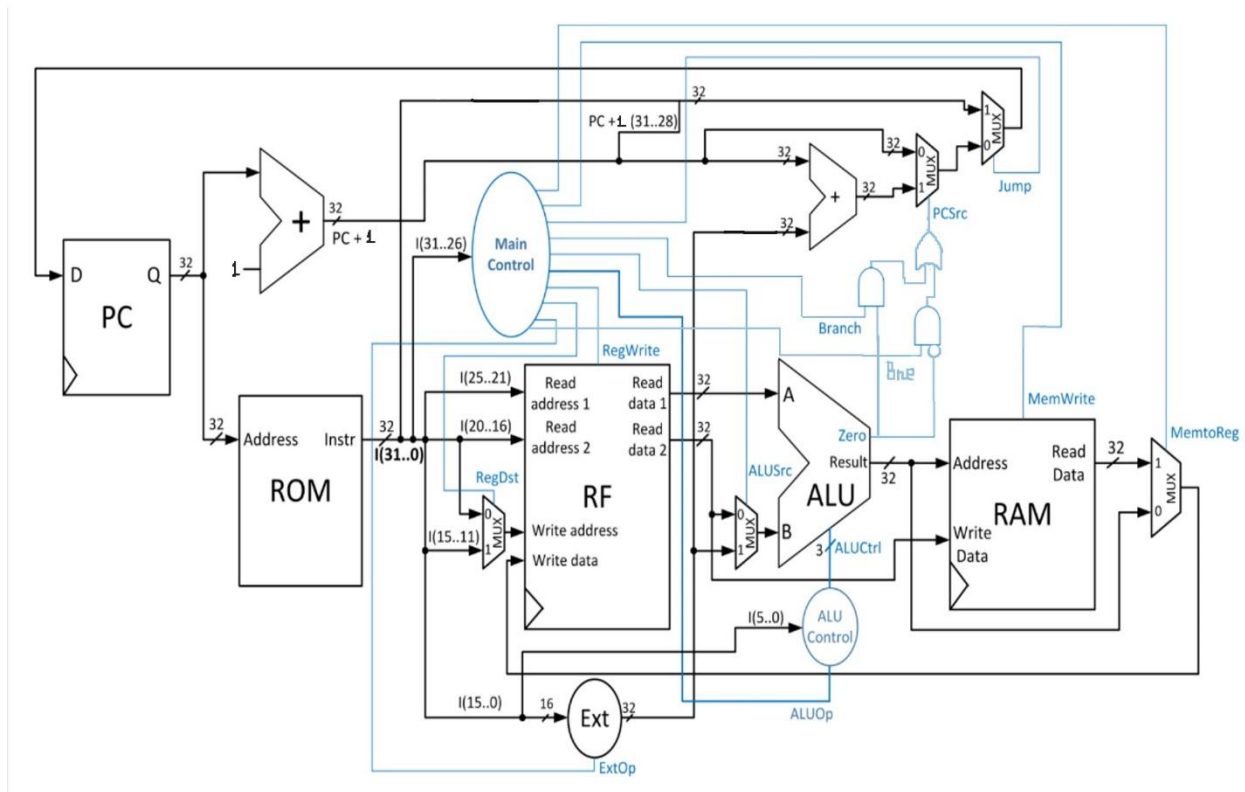 32
1
PC +1 (31..28)
MUX
0
Jump
32
32
0
MUX
1
32
+
32
PCSrc
32
+
PC + 1
1
I(31..26)
Main
Control
D
Q
32
PC
Branch
Bne
RegWrite
32
Address
Instr
32
I(31..0)
ROM
I(25..21)
Read
address 1
Read
data 1
32
I(20..16)
Read
address 2
Read
data 2
32
RegDst
0
MUX
1
I(15..11)
RF
Write address
Write data
ALUSrc
0
MUX
1
A
B
Zero
Result
32
ALU
3
ALUCtrl
MemWrite
Address
Read
Data
32
RAM
Write
Data
MemtoReg
1
MUX
0
I(5..0)
ALU
Control
I(15..0)
16
Ext
32
ALUOp
ExtOp